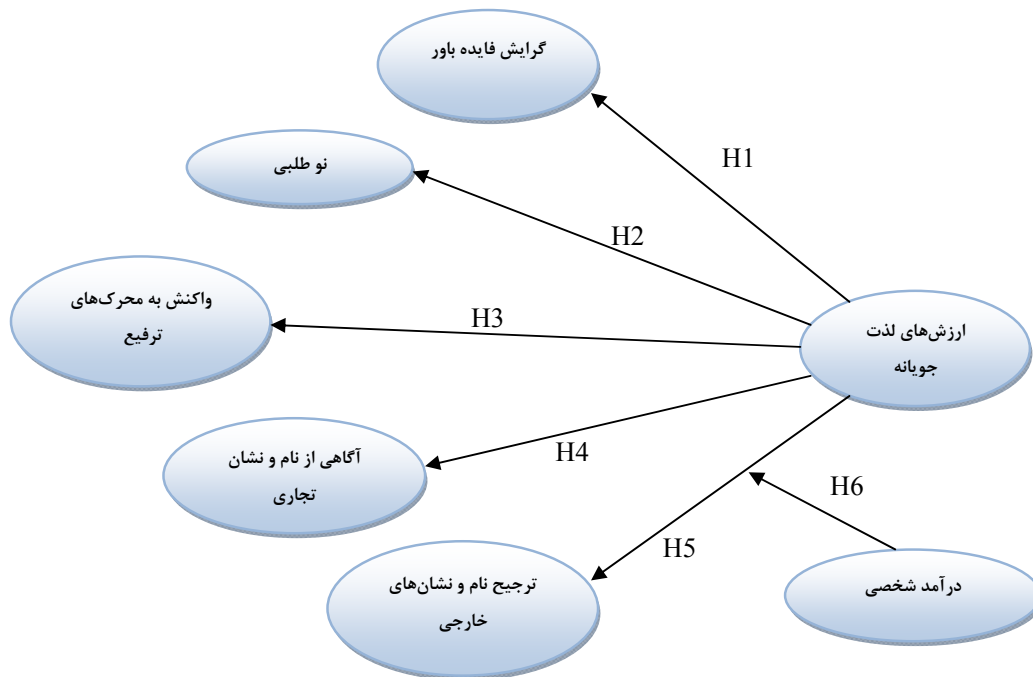 گرایش فایده باور
H1
نو طلبی
H2
واکنش به محرک‌های
ترفیع
H3
ارزش‌های لذت
جویانه
آگاهی از نام و نشان
تجاری
H4
H6
H5
ترجیح نام و نشان‌های
خارجی
درآمد شخصی